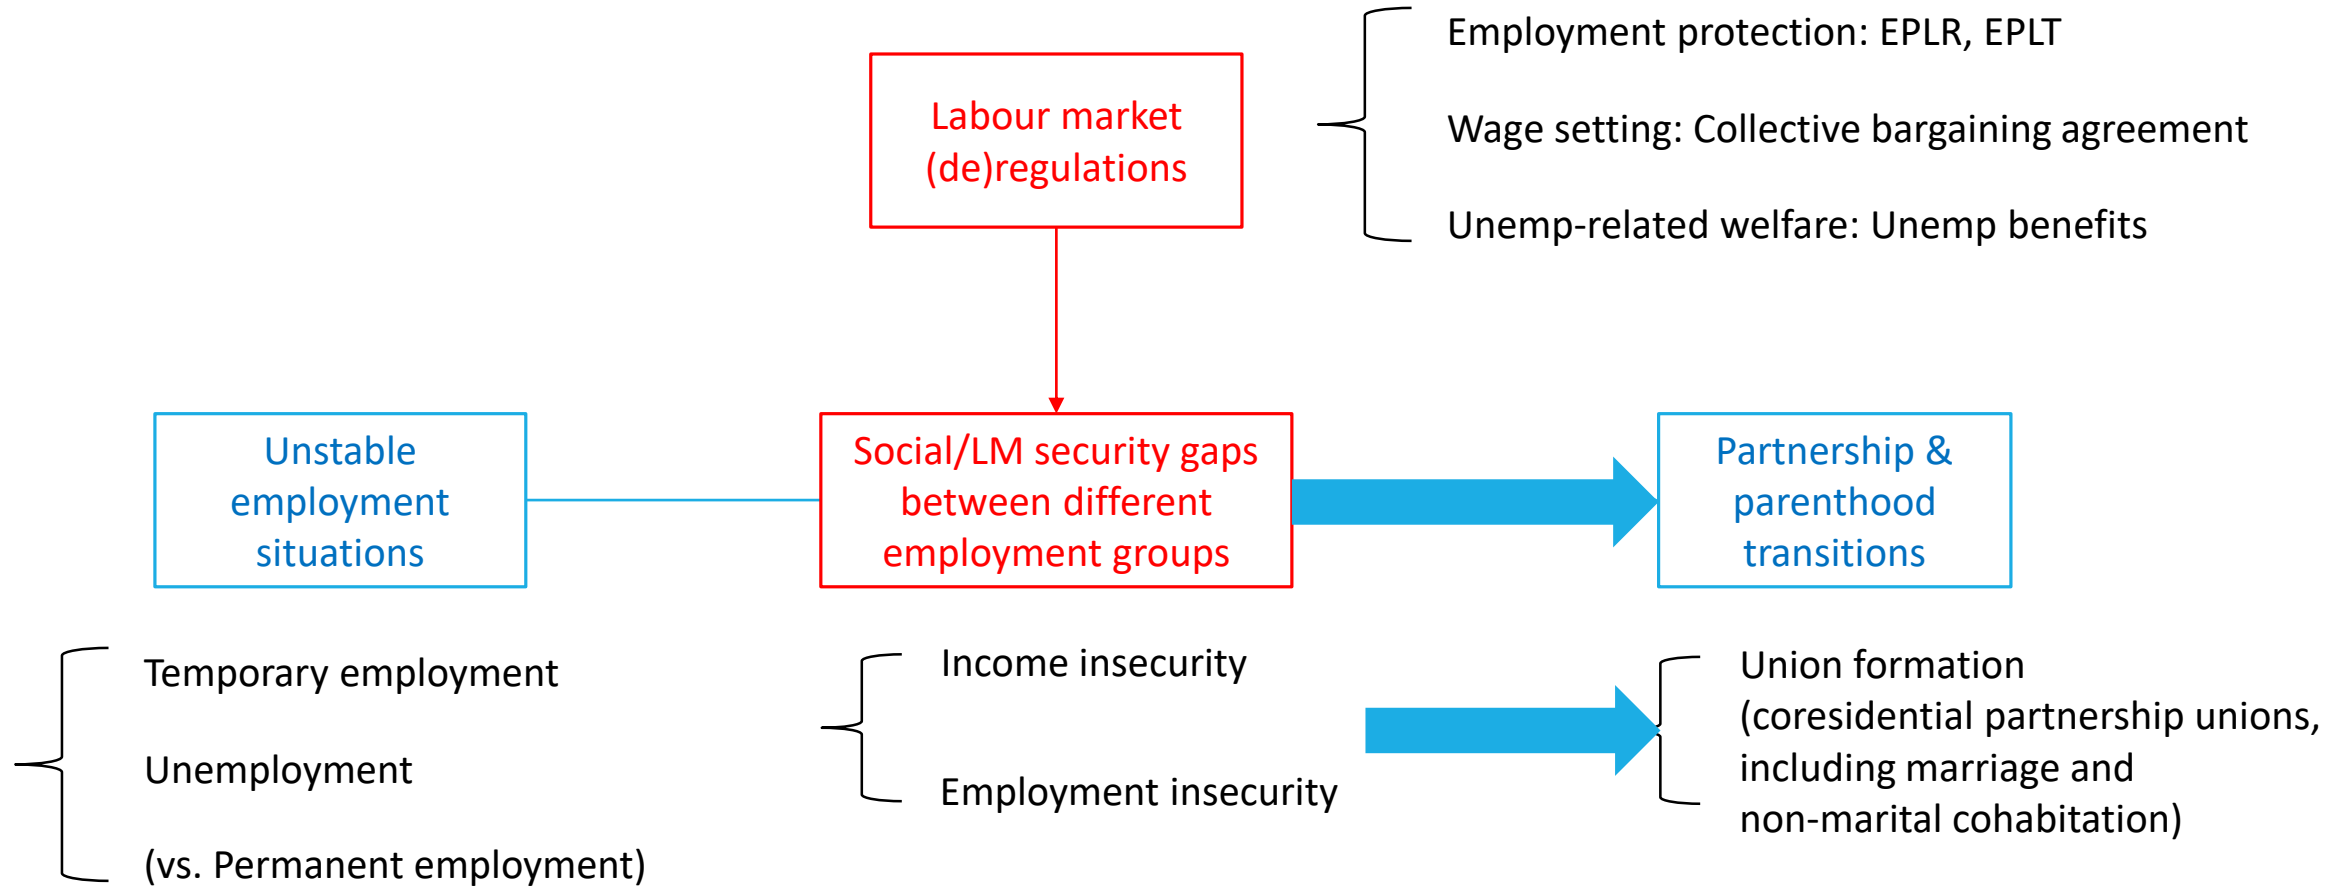 Employment protection: EPLR, EPLT
Labour market
(de)regulations
Wage setting: Collective bargaining agreement
Unemp-related welfare: Unemp benefits
Unstable
employment
situations
Social/LM security gaps
between different
employment groups
Partnership &
parenthood
transitions
Temporary employment
Unemployment
(vs. Permanent employment)
Income insecurity
Employment insecurity
Union formation
(coresidential partnership unions,
including marriage and
non-marital cohabitation)